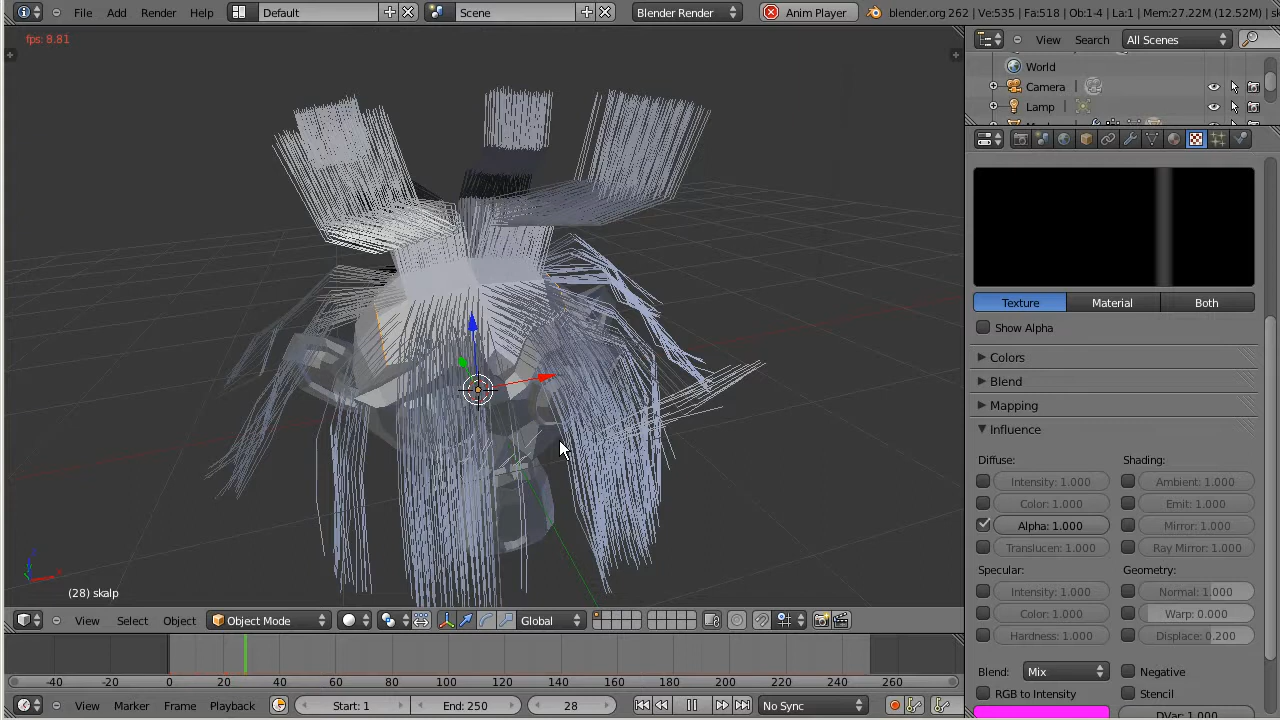 File Add Render Help Default Scene Blender Render Anim Player blender.org 262 | Ve:535 | Fa:518 | Ob:1-4 | La:1 | Mem:27.22M (12.52M) | sk
fps: 8.81
View Search All Scenes
World
Camera
Lamp
Texture Material Both
Show Alpha
Colors
Blend
Mapping
Influence
Diffuse: Shading:
Intensity: 1.000 Ambient: 1.000
Color: 1.000 Emit: 1.000
Alpha: 1.000 Mirror: 1.000
Translucen: 1.000 Ray Mirror: 1.000
Specular: Geometry:
Intensity: 1.000 Normal: 1.000
Color: 1.000 Warp: 0.000
Hardness: 1.000 Displace: 0.200
Blend: Mix Negative
RGB to Intensity Stencil
DVar: 1.000
(28) skalp
View Select Object Object Mode Global
-40 -20 0 20 40 60 80 100 120 140 160 180 200 220 240 260
View Marker Frame Playback Start: 1 End: 250 28 No Sync